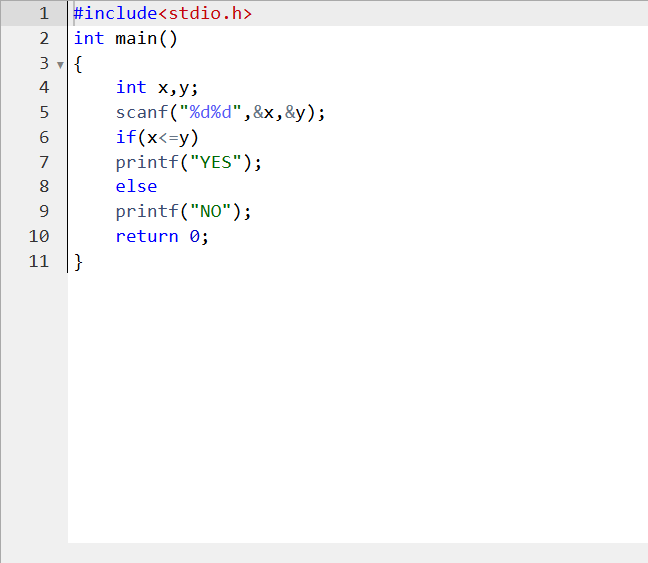 1 #include<stdio.h>
2 int main()
3 {
4     int x,y;
5     scanf("%d%d",&x,&y);
6     if(x<=y)
7     printf("YES");
8     else
9     printf("NO");
10     return 0;
11 }